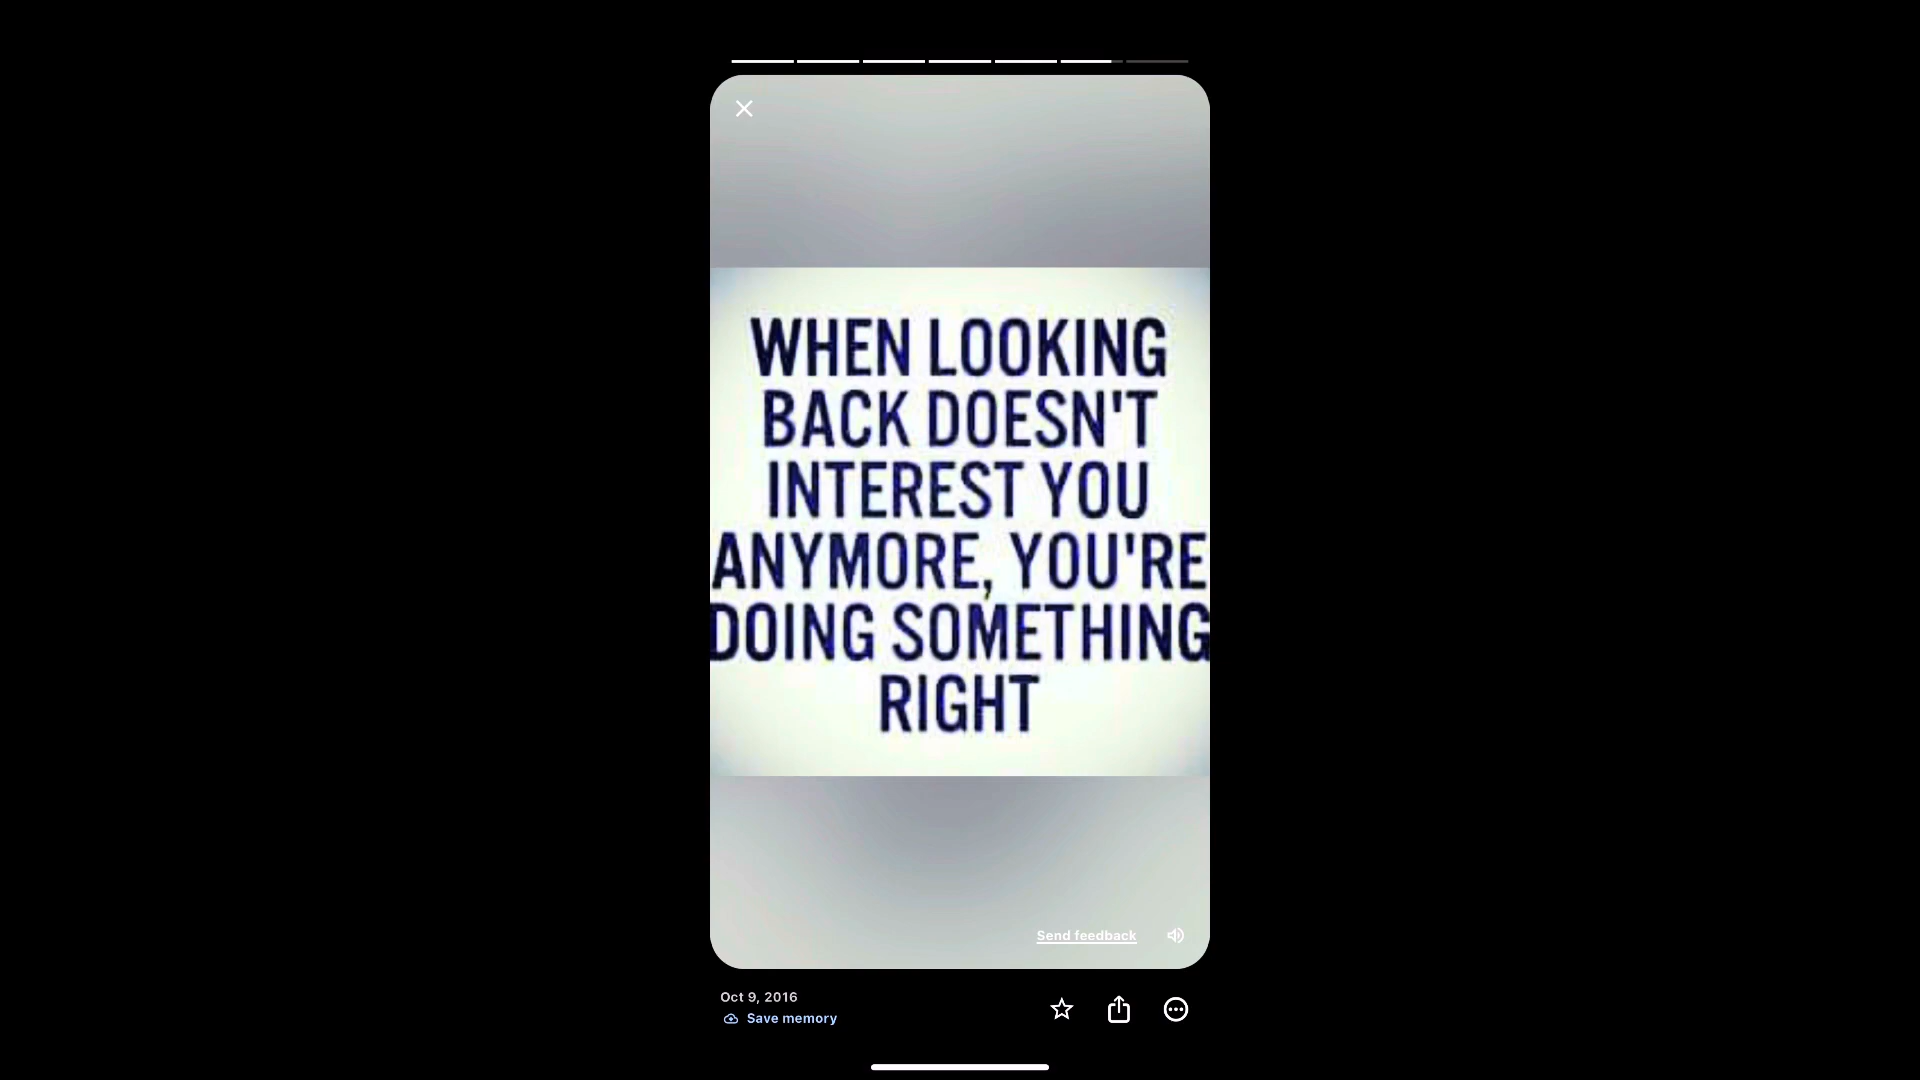 WHEN LOOKING
BACK DOESN'T
INTEREST YOU
ANYMORE, YOU'RE
DOING SOMETHING
RIGHT
Send feedback
Oct 9, 2016
Save memory